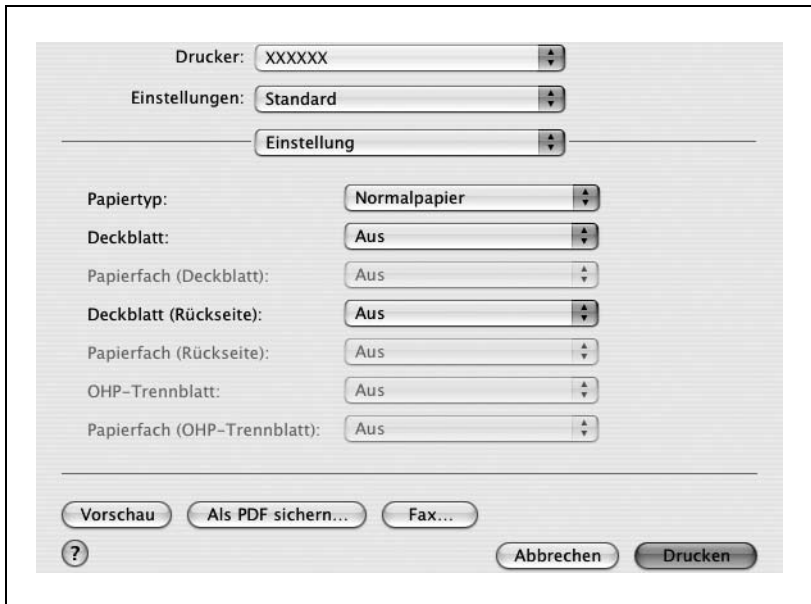 Drucker: XXXXXX
Einstellungen: Standard
Einstellung
Papiertyp: Normalpapier
Deckblatt: Aus
Papierfach (Deckblatt): Aus
Deckblatt (Rückseite): Aus
Papierfach (Rückseite): Aus
OHP-Trennblatt: Aus
Papierfach (OHP-Trennblatt): Aus
Vorschau Als PDF sichern... Fax...
? Abbrechen Drucken